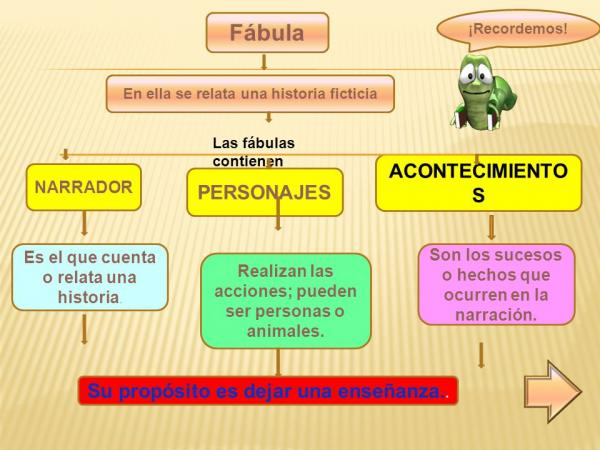 Fábula
¡Recordemos!
En ella se relata una historia ficticia
Las fábulas
contienen
NARRADOR
PERSONAJES
ACONTECIMIENTO
S
Es el que cuenta
o relata una
historia.
Realizan las
acciones; pueden
ser personas o
animales.
Son los sucesos
o hechos que
ocurren en la
narración.
Su propósito es dejar una enseñanza..